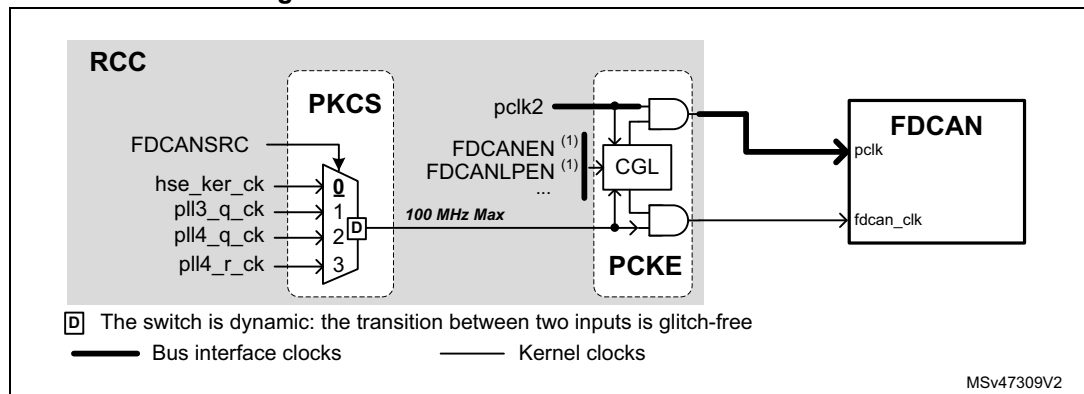 RCC
PKCS
FDCANSRC
hse_ker_ck
pll3_q_ck
pll4_q_ck
pll4_r_ck
0
1
2
3
D
100 MHz Max
pclk2
FDCANEN (1)
FDCANLPEN (1)
...
CGL
PCKE
FDCAN
pclk
fdcan_clk
D The switch is dynamic: the transition between two inputs is glitch-free
Bus interface clocks
Kernel clocks
MSv47309V2